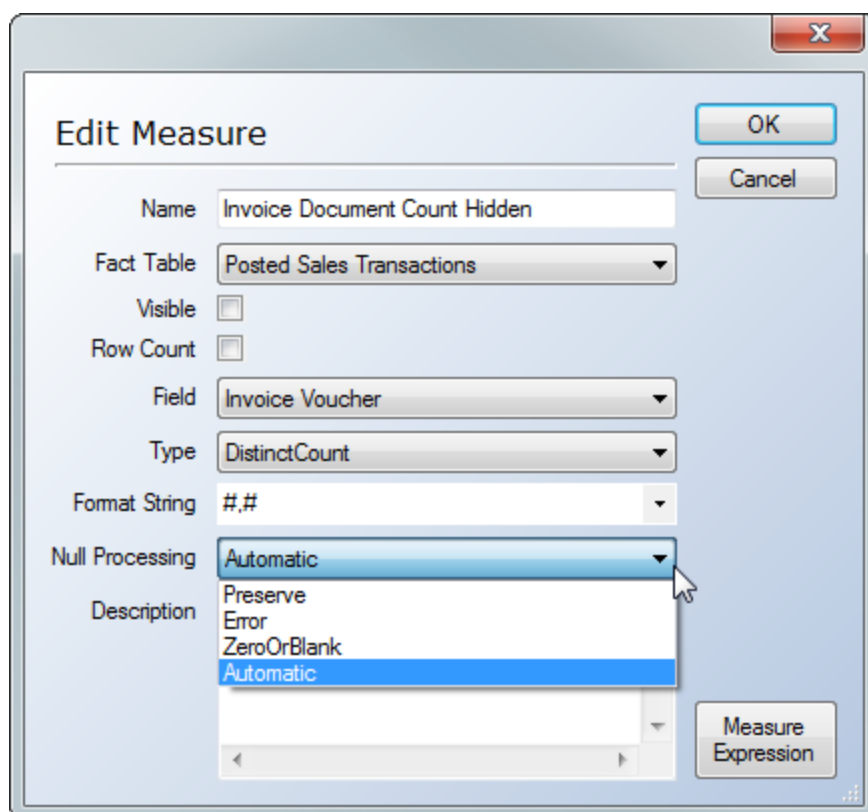 Edit Measure
OK
Cancel
Name Invoice Document Count Hidden
Fact Table Posted Sales Transactions
Visible
Row Count
Field Invoice Voucher
Type DistinctCount
Format String #,#
Null Processing Automatic
Description
Preserve
Error
ZeroOrBlank
Automatic
Measure
Expression